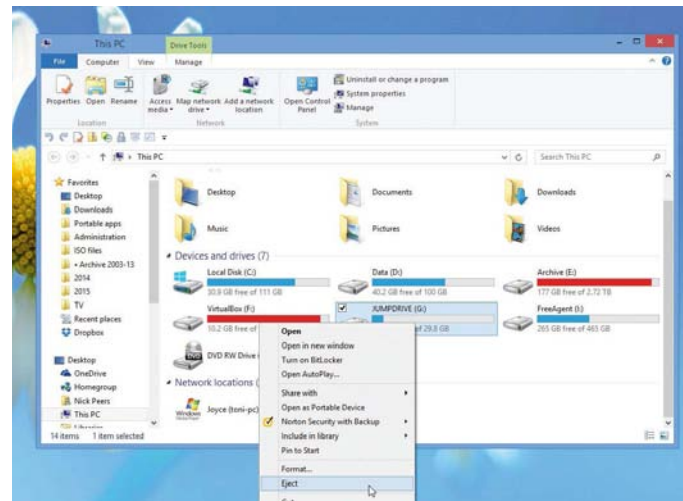 This PC
Drive Tools
File Computer View Manage
Properties Open Rename
Access media Map network drive Add a network location
Open Control Panel
Uninstall or change a program
System properties
Manage
Location Network System
This PC
Search This PC
Favorites
Desktop
Downloads
Portable apps
Administration
ISO files
Archive 2003-13
2014
2015
TV
Recent places
Dropbox
Desktop
OneDrive
Homegroup
Nick Peers
This PC
Desktop Documents Downloads
Music Pictures Videos
Devices and drives (7)
Local Disk (C:) Data (D:) Archive (E:)
30.9 GB free of 111 GB 40.2 GB free of 100 GB 177 GB free of 2.72 TB
VirtualBox (F:) JUMPDRIVE (G:) FreeAgent (I:)
10.2 GB free of of 29.8 GB 265 GB free of 465 GB
DVD RW Drive
Network locations (
Joyce (toni-pc)
Open
Open in new window
Turn on BitLocker
Open AutoPlay...
Share with
Open as Portable Device
Norton Security with Backup
Include in library
Pin to Start
Format...
Eject
14 items 1 item selected